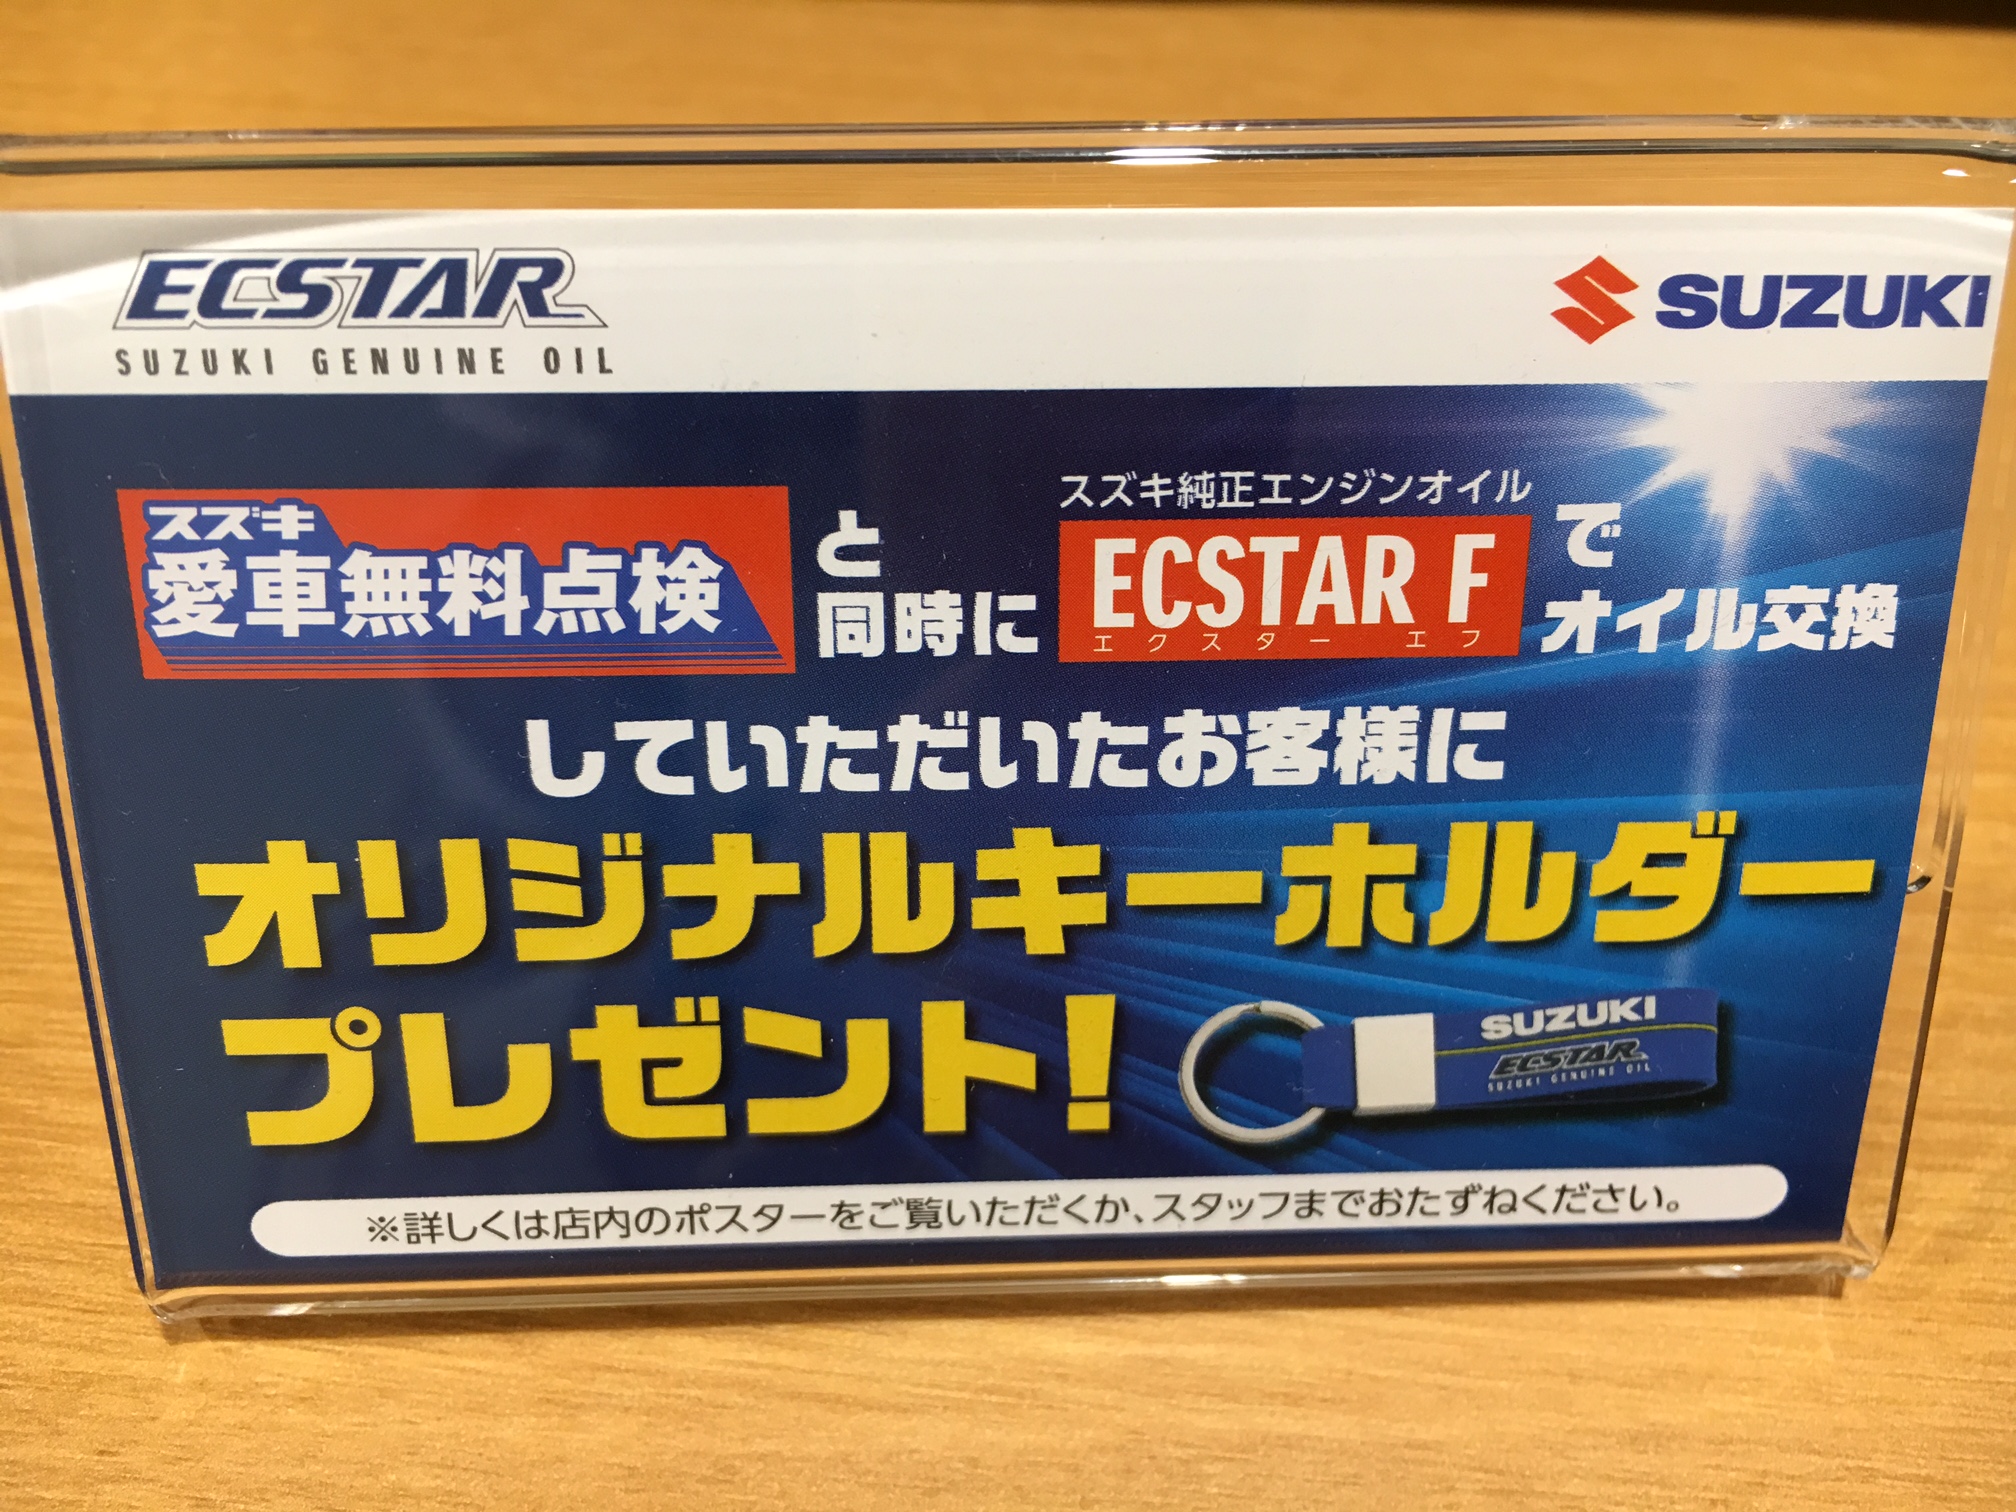 ECSTAR
SUZUKI GENUINE OIL
SUZUKI
スズキ
愛車無料点検
と
同時に
スズキ純正エンジンオイル
ECSTAR F
エクスター エフ
で
オイル交換
していただいたお客様に
オリジナルキーホルダー
プレゼント!
SUZUKI
ECSTAR
SUZUKI GENUINE OIL
※詳しくは店内のポスターをご覧いただくか、スタッフまでおたずねください。